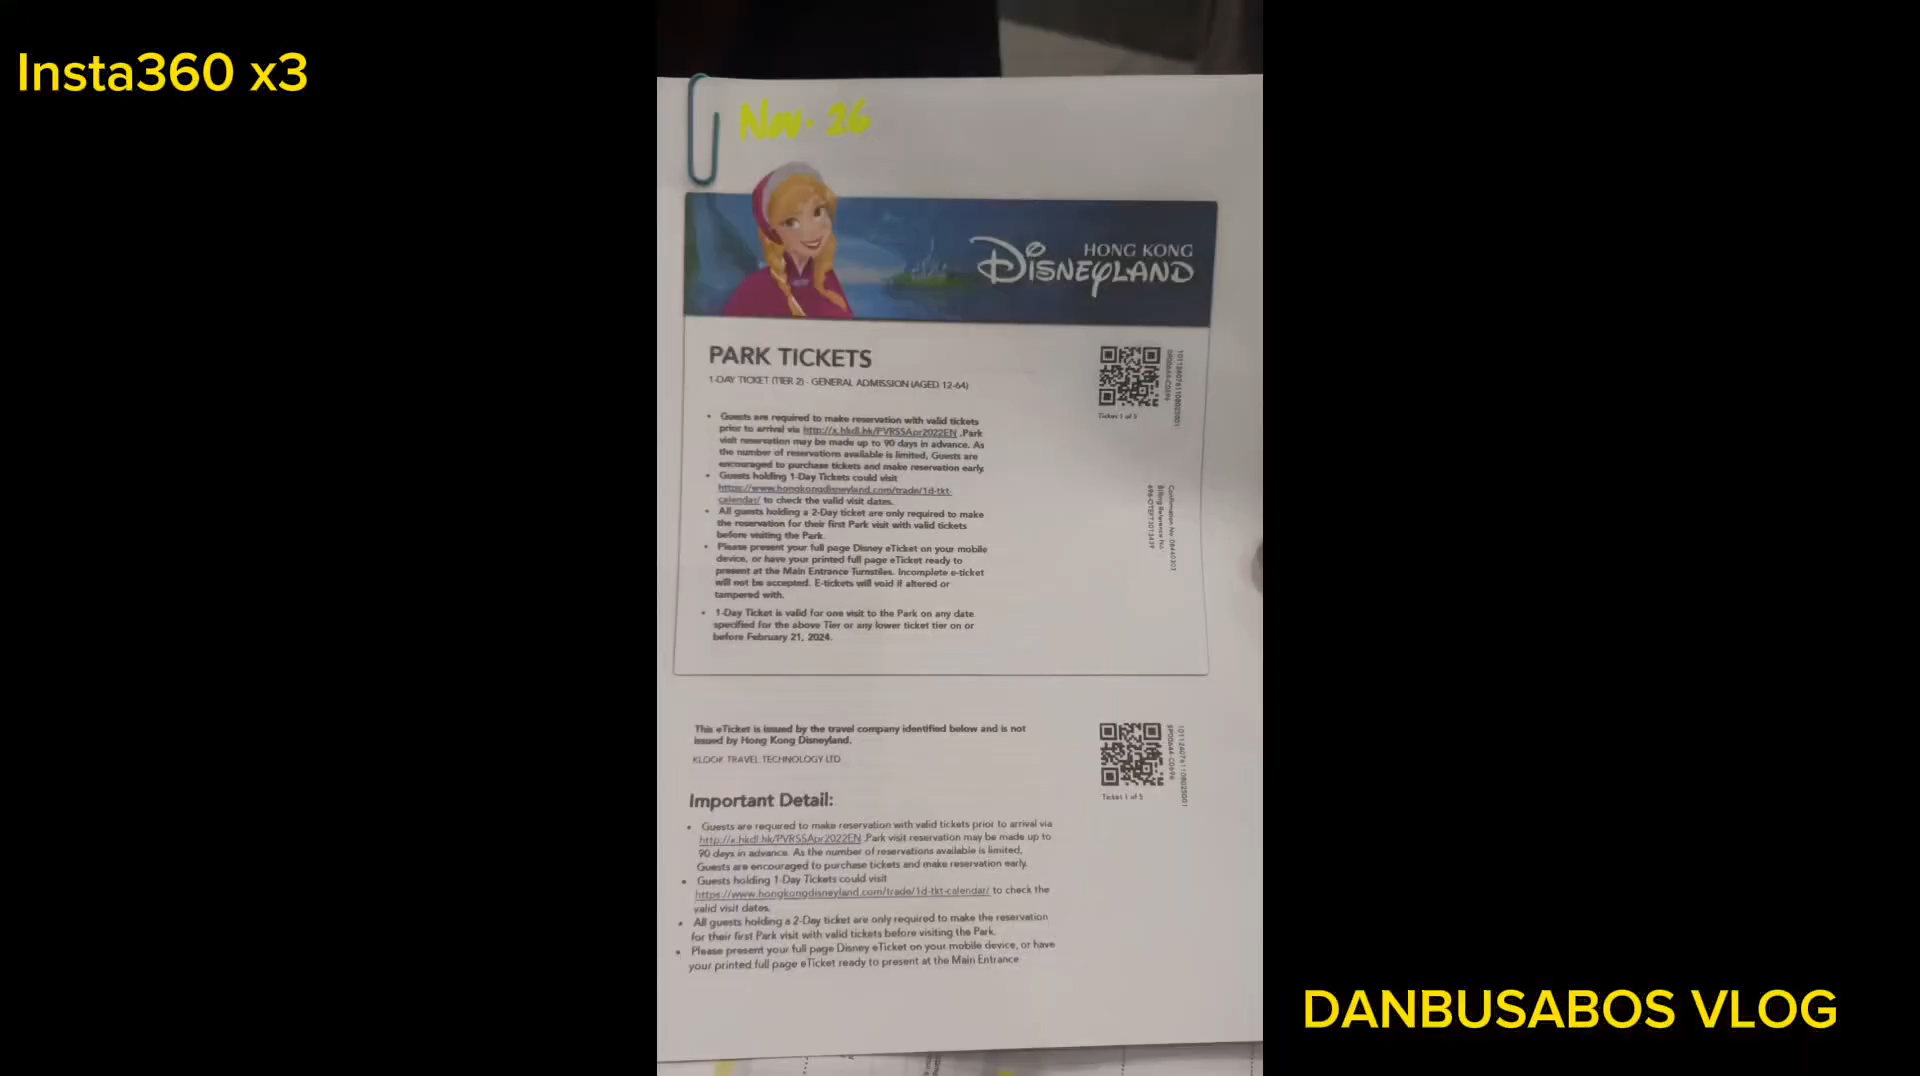 Insta360 x3
Nov. 26
HONG KONG
DISNEYLAND
PARK TICKETS
1-DAY TICKET (TIER 2) - GENERAL ADMISSION (AGED 12-64)
• Guests are required to make reservation with valid tickets
prior to arrival via http://x.hkdl.hk/PVRSSApr2022EN .Park
visit reservation may be made up to 90 days in advance. As
the number of reservations available is limited, Guests are
encouraged to purchase tickets and make reservation early.
• Guests holding 1-Day Tickets could visit
https://www.hongkongdisneyland.com/trade/1d-tkt-
calendar/ to check the valid visit dates.
• All guests holding a 2-Day ticket are only required to make
the reservation for their first Park visit with valid tickets
before visiting the Park.
• Please present your full page Disney eTicket on your mobile
device, or have your printed full page eTicket ready to
present at the Main Entrance Turnstiles. Incomplete e-ticket
will not be accepted. E-tickets will void if altered or
tampered with.
• 1-Day Ticket is valid for one visit to the Park on any date
specified for the above Tier or any lower ticket tier on or
before February 21, 2024.
Ticket 1 of 5
Confirmation No:
Billing Reference No:
This eTicket is issued by the travel company identified below and is not
issued by Hong Kong Disneyland.
KLOOK TRAVEL TECHNOLOGY LTD
Ticket 1 of 5
Important Detail:
• Guests are required to make reservation with valid tickets prior to arrival via
http://x.hkdl.hk/PVRSSApr2022EN .Park visit reservation may be made up to
90 days in advance. As the number of reservations available is limited,
Guests are encouraged to purchase tickets and make reservation early.
• Guests holding 1-Day Tickets could visit
https://www.hongkongdisneyland.com/trade/1d-tkt-calendar/ to check the
valid visit dates.
• All guests holding a 2-Day ticket are only required to make the reservation
for their first Park visit with valid tickets before visiting the Park.
• Please present your full page Disney eTicket on your mobile device, or have
your printed full page eTicket ready to present at the Main Entrance
DANBUSABOS VLOG